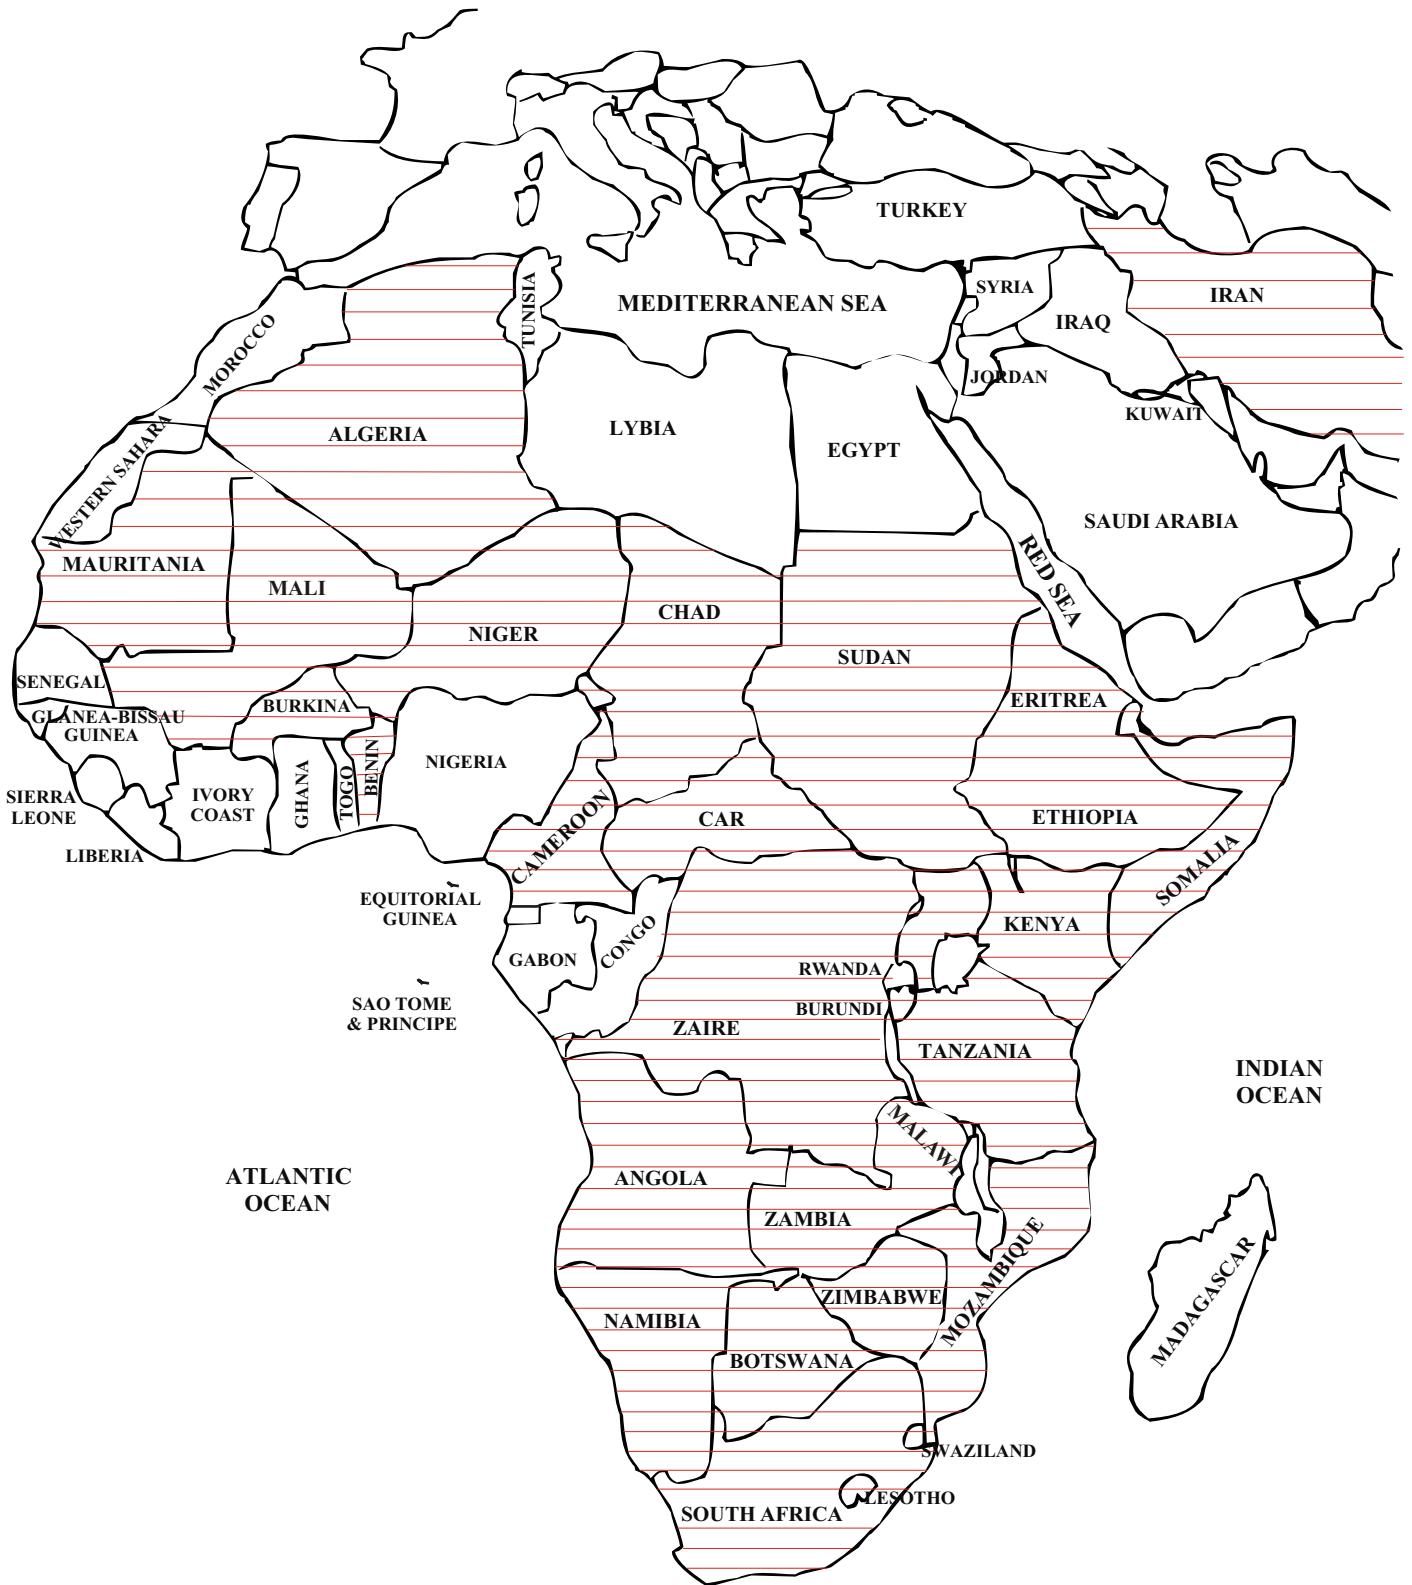 TURKEY
SYRIA
IRAN
MEDITERRANEAN SEA
TUNISIA
IRAQ
MOROCCO
JORDAN
KUWAIT
ALGERIA
LYBIA
EGYPT
WESTERN SAHARA
SAUDI ARABIA
RED SEA
MAURITANIA
MALI
CHAD
NIGER
SUDAN
SENEGAL
ERITREA
BURKINA
GLANEA-BISSAU
GUINEA
NIGERIA
BENIN
TOGO
GHANA
IVORY
COAST
SIERRA
LEONE
LIBERIA
CAR
ETHIOPIA
CAMEROON
SOMALIA
EQUITORIAL
GUINEA
KENYA
CONGO
GABON
RWANDA
SAO TOME
& PRINCIPE
BURUNDI
ZAIRE
TANZANIA
INDIAN
OCEAN
MALAWI
ATLANTIC
OCEAN
ANGOLA
ZAMBIA
MOZAMBIQUE
MADAGASCAR
ZIMBABWE
NAMIBIA
BOTSWANA
SWAZILAND
LESOTHO
SOUTH AFRICA